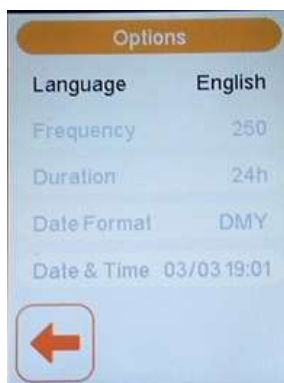 Options
Language English
Frequency 250
Duration 24h
Date Format DMY
Date & Time 03/03 19:01